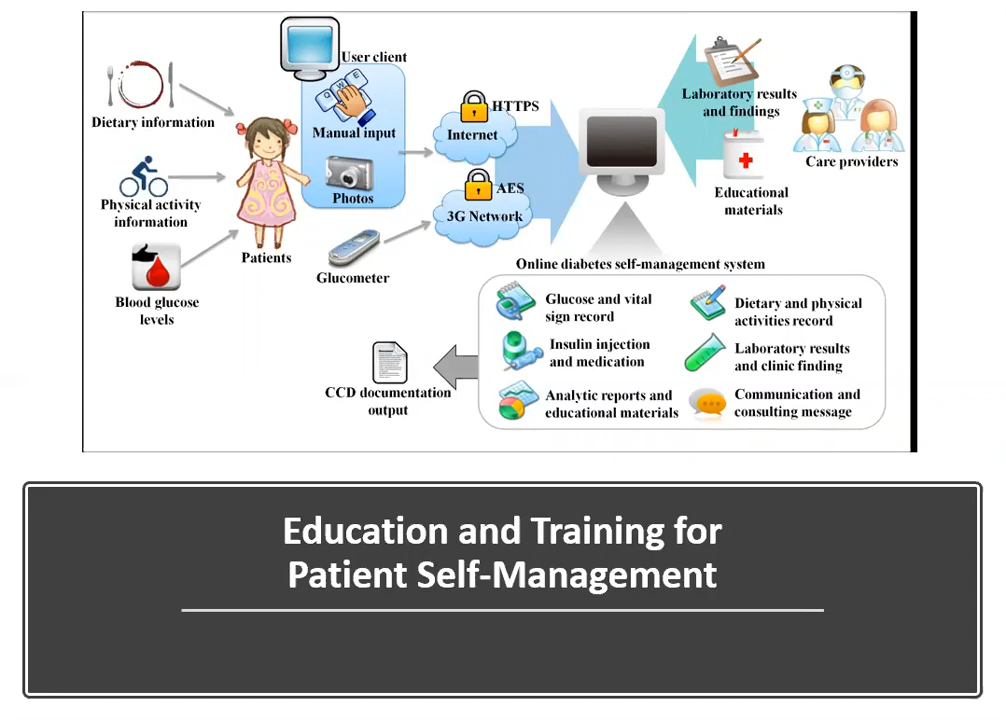 Dietary information
Physical activity
information
Blood glucose
levels
Patients
User client
Q W E
Manual input
Photos
Glucometer
HTTPS
Internet
AES
3G Network
Laboratory results
and findings
Care providers
Educational
materials
Online diabetes self-management system
Glucose and vital
sign record
Dietary and physical
activities record
Insulin injection
and medication
Laboratory results
and clinic finding
Analytic reports and
educational materials
Communication and
consulting message
CCD documentation
output
Education and Training for
Patient Self-Management